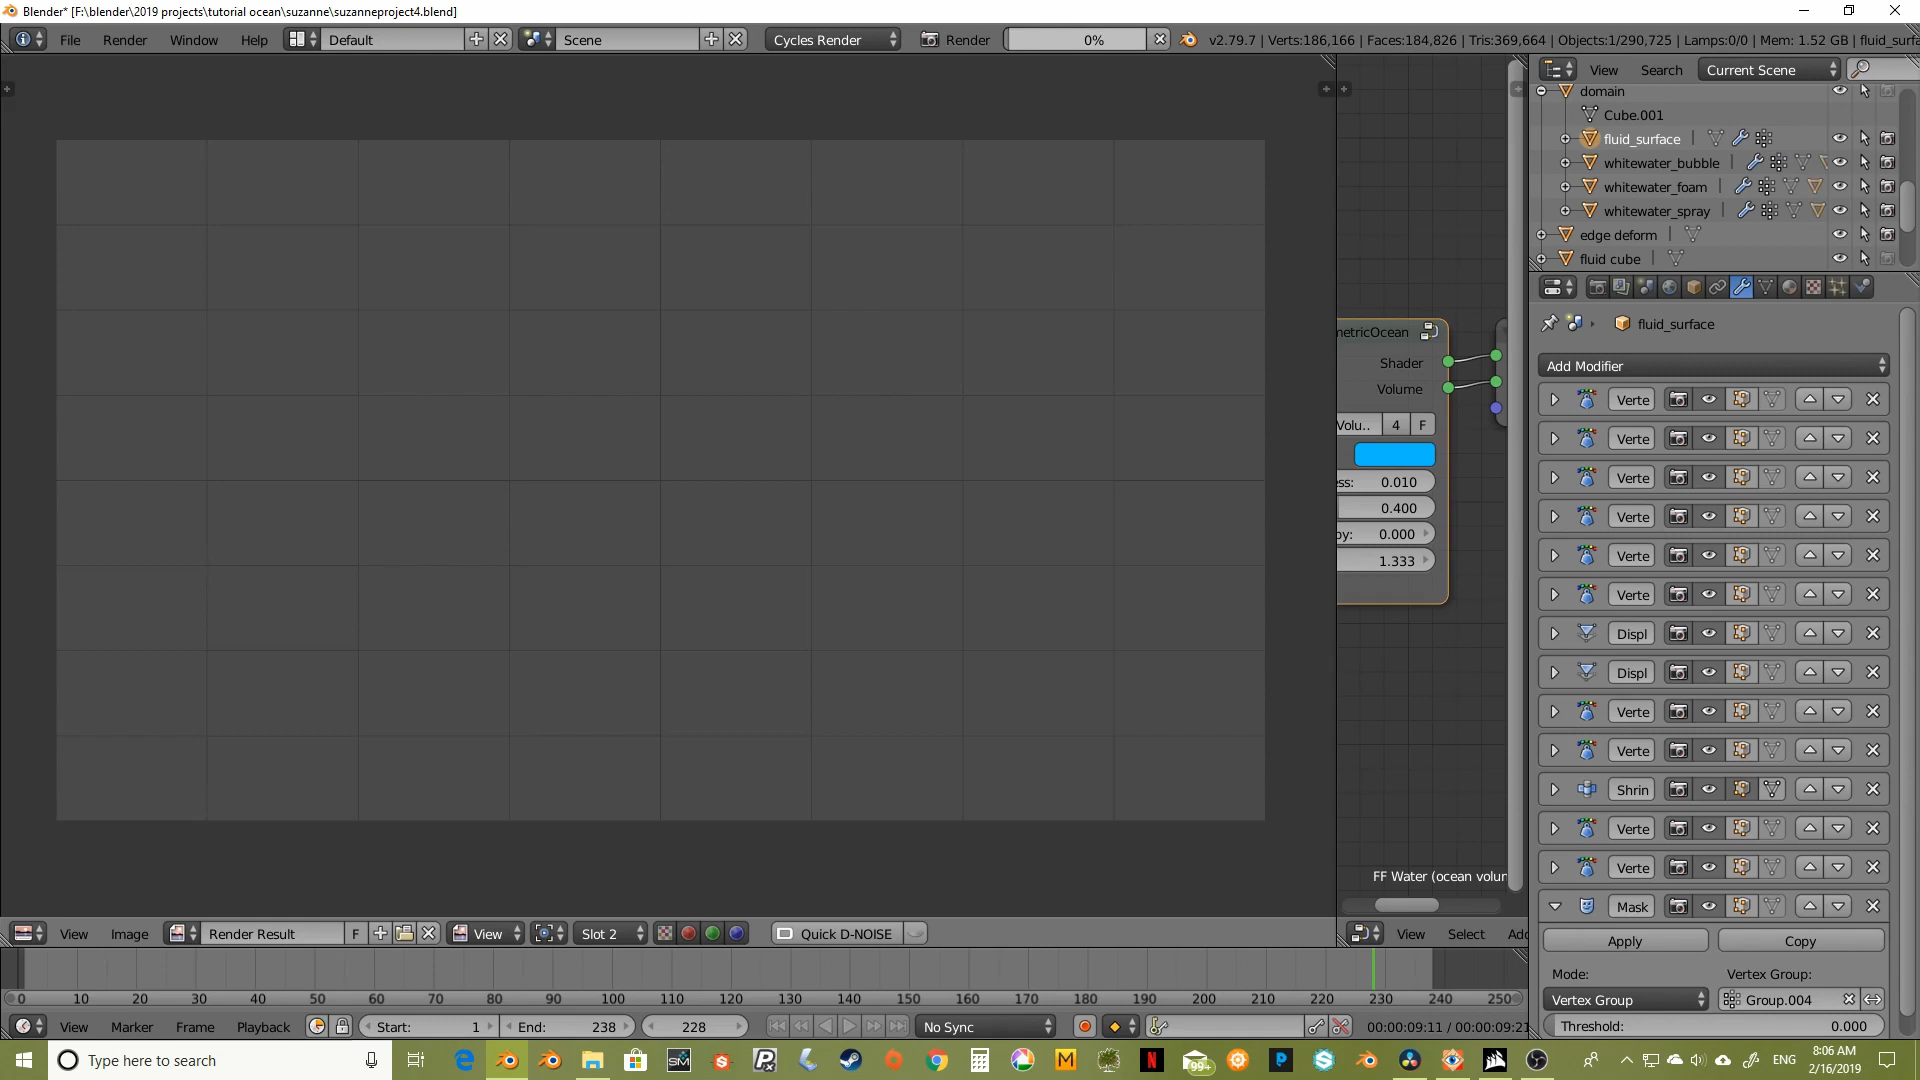 Blender* [F:\blender\2019 projects\tutorial ocean\suzanne\suzanneproject4.blend]
File Render Window Help Default Scene Cycles Render Render 0% v2.79.7 | Verts:186,166 | Faces:184,826 | Tris:369,664 | Objects:1/290,725 | Lamps:0/0 | Mem: 1.52 GB | fluid_surfa
View Search Current Scene
domain
Cube.001
fluid_surface
whitewater_bubble
whitewater_foam
whitewater_spray
edge deform
fluid cube
fluid_surface
Add Modifier
Verte
Verte
Verte
Verte
Verte
Verte
Displ
Displ
Verte
Verte
Shrin
Verte
Verte
Mask
Apply Copy
Mode: Vertex Group:
Vertex Group Group.004
Threshold: 0.000
metricOcean
Shader
Volume
Volu.. 4 F
ess: 0.010
0.400
py: 0.000
1.333
FF Water (ocean volum
View Image Render Result F View Slot 2 Quick D-NOISE
View Select Add
0 10 20 30 40 50 60 70 80 90 100 110 120 130 140 150 160 170 180 190 200 210 220 230 240 250
View Marker Frame Playback Start: 1 End: 238 228 No Sync 00:00:09:11 / 00:00:09:21
Type here to search
SM
99+
ENG
8:06 AM
2/16/2019